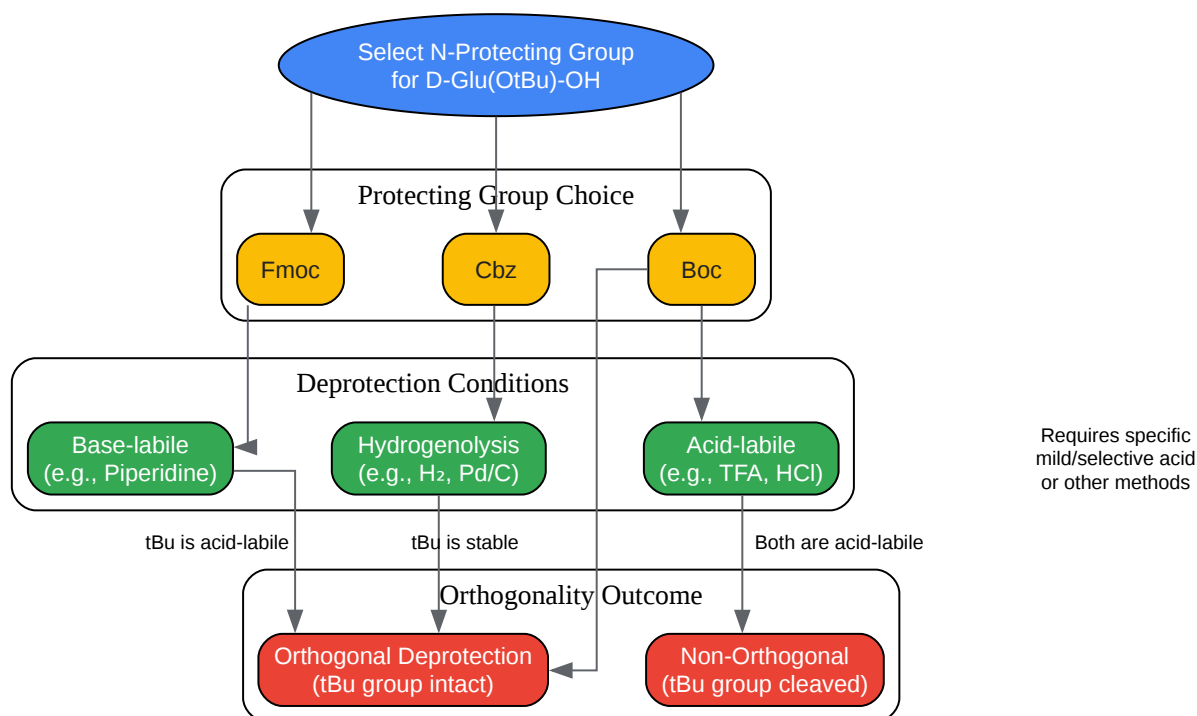 Select N-Protecting Group
for D-Glu(OtBu)-OH
Protecting Group Choice
Fmoc
Cbz
Boc
Deprotection Conditions
Base-labile
(e.g., Piperidine)
Hydrogenolysis
(e.g., H₂, Pd/C)
Acid-labile
(e.g., TFA, HCl)
Requires specific
mild/selective acid
or other methods
tBu is acid-labile
tBu is stable
Both are acid-labile
Orthogonality Outcome
Orthogonal Deprotection
(tBu group intact)
Non-Orthogonal
(tBu group cleaved)